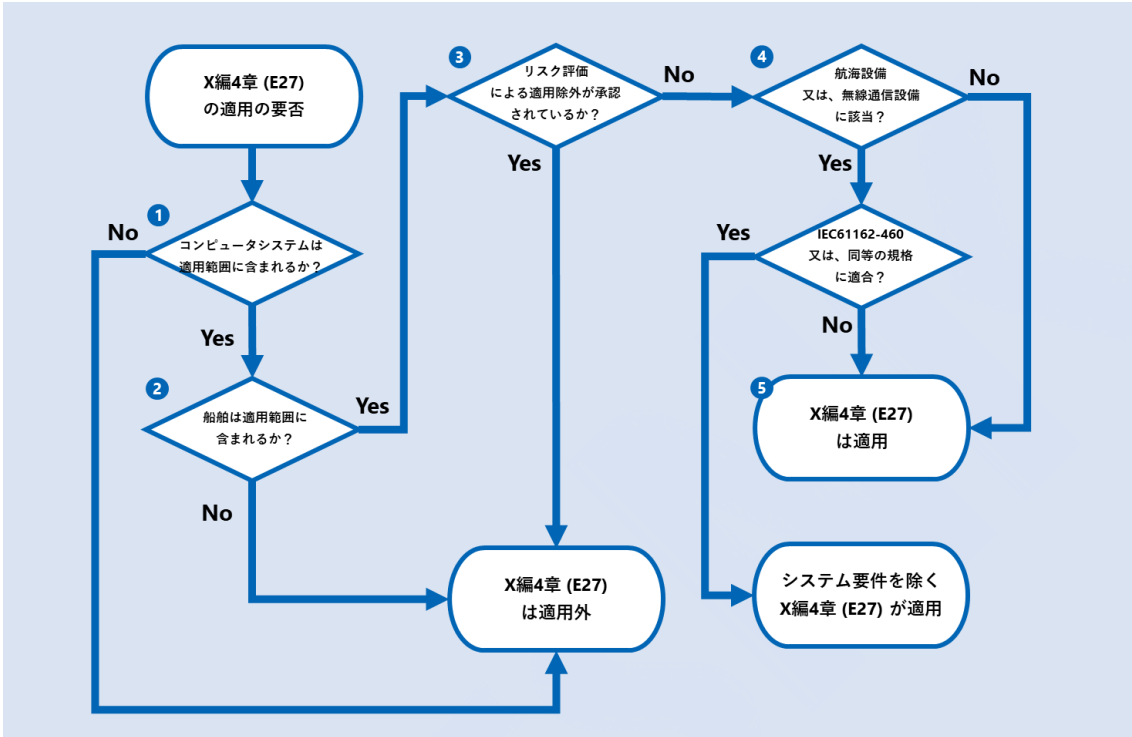 X編4章 (E27)
の適用の要否
1
No
コンピュータシステムは
適用範囲に含まれるか？
Yes
2
船舶は適用範囲に
含まれるか？
Yes
No
3
リスク評価
による適用除外が承認
されているか？
No
Yes
X編4章 (E27)
は適用外
4
航海設備
又は、無線通信設備
に該当？
No
Yes
IEC61162-460
又は、同等の規格
に適合？
Yes
No
5
X編4章 (E27)
は適用
システム要件を除く
X編4章 (E27) が適用